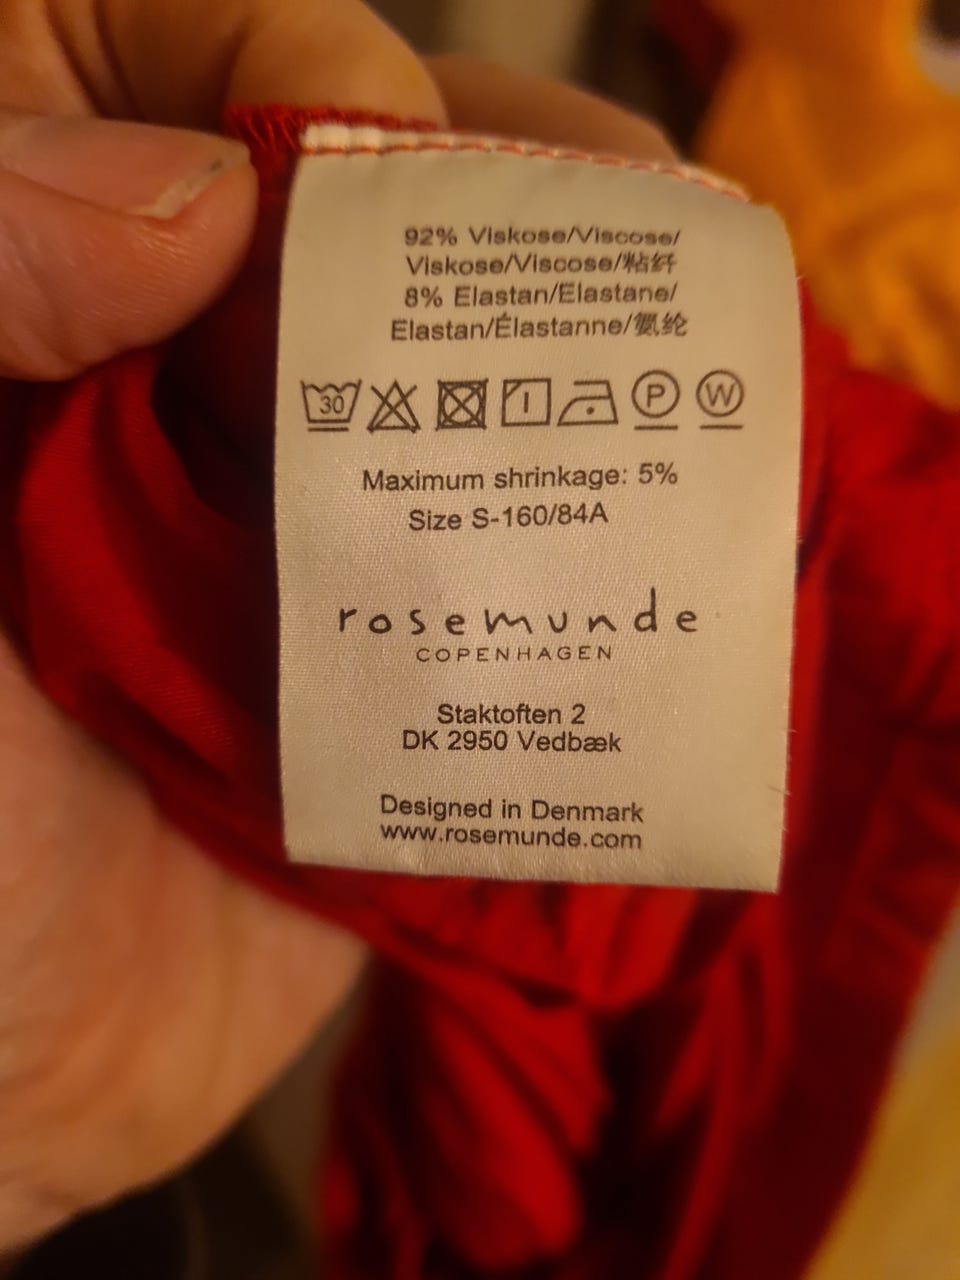 92% Viskose/Viscose/
Viskose/Viscose/粘纤
8% Elastan/Elastane/
Elastan/Élastanne/氨纶
30 I P W
Maximum shrinkage: 5%
Size S-160/84A
rosemunde
COPENHAGEN
Staktoften 2
DK 2950 Vedbæk
Designed in Denmark
www.rosemunde.com